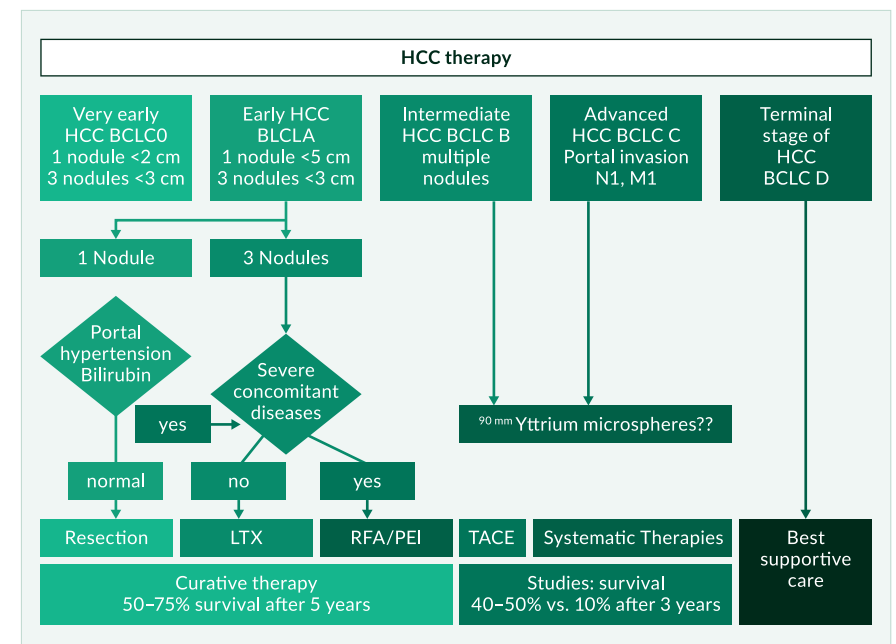 HCC therapy
Very early
HCC BCLC0
1 nodule <2 cm
3 nodules <3 cm
Early HCC
BLCLA
1 nodule <5 cm
3 nodules <3 cm
Intermediate
HCC BCLC B
multiple
nodules
Advanced
HCC BCLC C
Portal invasion
N1, M1
Terminal
stage of
HCC
BCLC D
1 Nodule
3 Nodules
Portal
hypertension
Bilirubin
Severe
concomitant
diseases
yes
90 mm Yttrium microspheres??
normal
no
yes
Resection
LTX
RFA/PEI
TACE
Systematic Therapies
Best
supportive
care
Curative therapy
50–75% survival after 5 years
Studies: survival
40–50% vs. 10% after 3 years